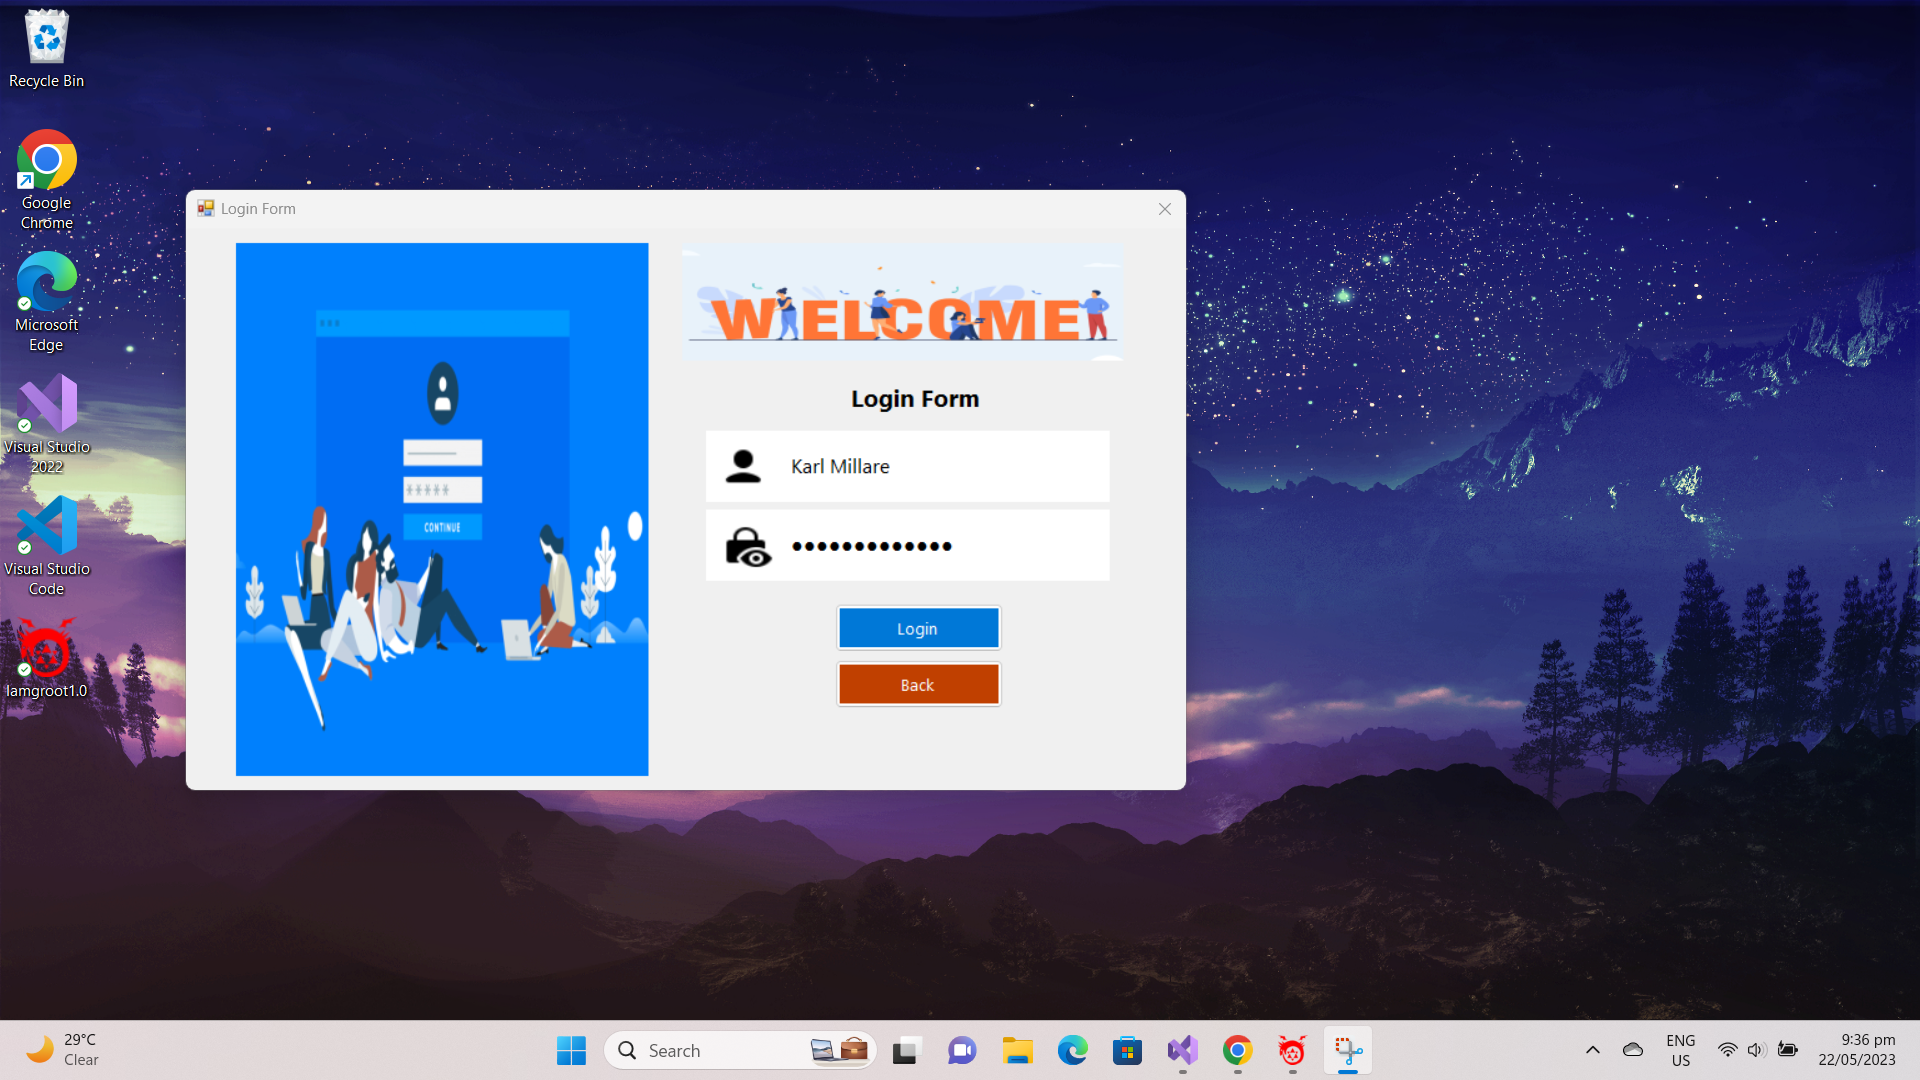 Recycle Bin
Google
Chrome
Microsoft
Edge
Visual Studio
2022
Visual Studio
Code
Iamgroot1.0
Login Form
CONTINUE
WELCOME
Login Form
Karl Millare
Login
Back
29°C
Clear
Search
ENG
US
9:36 pm
22/05/2023